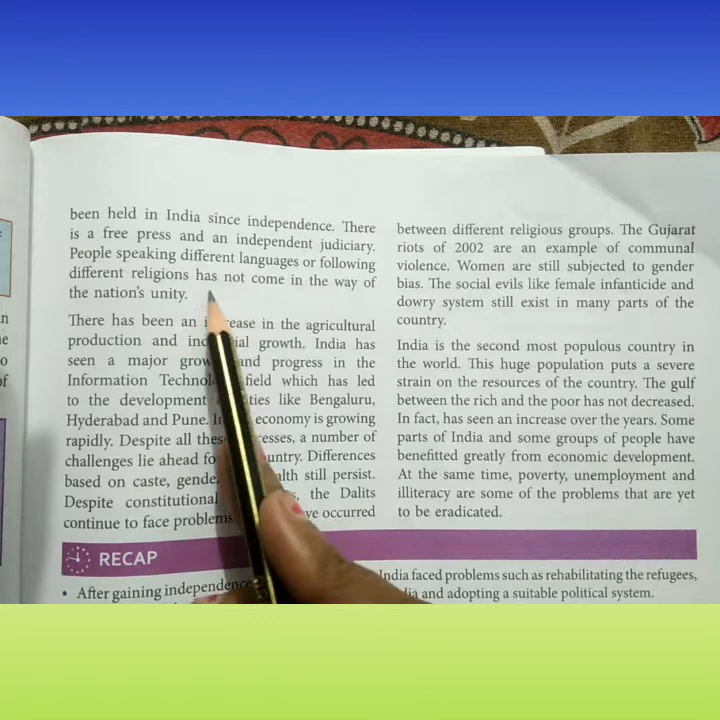 been held in India since independence. There
is a free press and an independent judiciary.
People speaking different languages or following
different religions has not come in the way of
the nation's unity.
There has been an in ease in the agricultural
production and ind ial growth. India has
seen a major grow and progress in the
Information Technolo field which has led
to the development ties like Bengaluru,
Hyderabad and Pune. In economy is growing
rapidly. Despite all these esses, a number of
challenges lie ahead fo untry. Differences
based on caste, gende alth still persist.
Despite constitutional the Dalits
continue to face problems ve occurred
between different religious groups. The Gujarat
riots of 2002 are an example of communal
violence. Women are still subjected to gender
bias. The social evils like female infanticide and
dowry system still exist in many parts of the
country.
India is the second most populous country in
the world. This huge population puts a severe
strain on the resources of the country. The gulf
between the rich and the poor has not decreased.
In fact, has seen an increase over the years. Some
parts of India and some groups of people have
benefitted greatly from economic development.
At the same time, poverty, unemployment and
illiteracy are some of the problems that are yet
to be eradicated.
RECAP
• After gaining independence India faced problems such as rehabilitating the refugees,
and adopting a suitable political system.